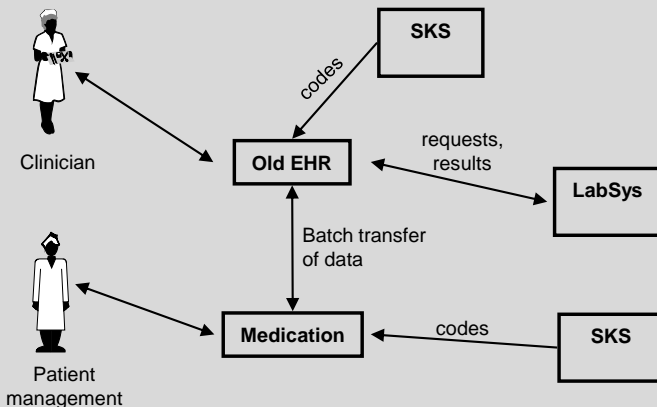 SKS
codes
Clinician
Old EHR
requests,
results
LabSys
Batch transfer
of data
Medication
codes
SKS
Patient
management